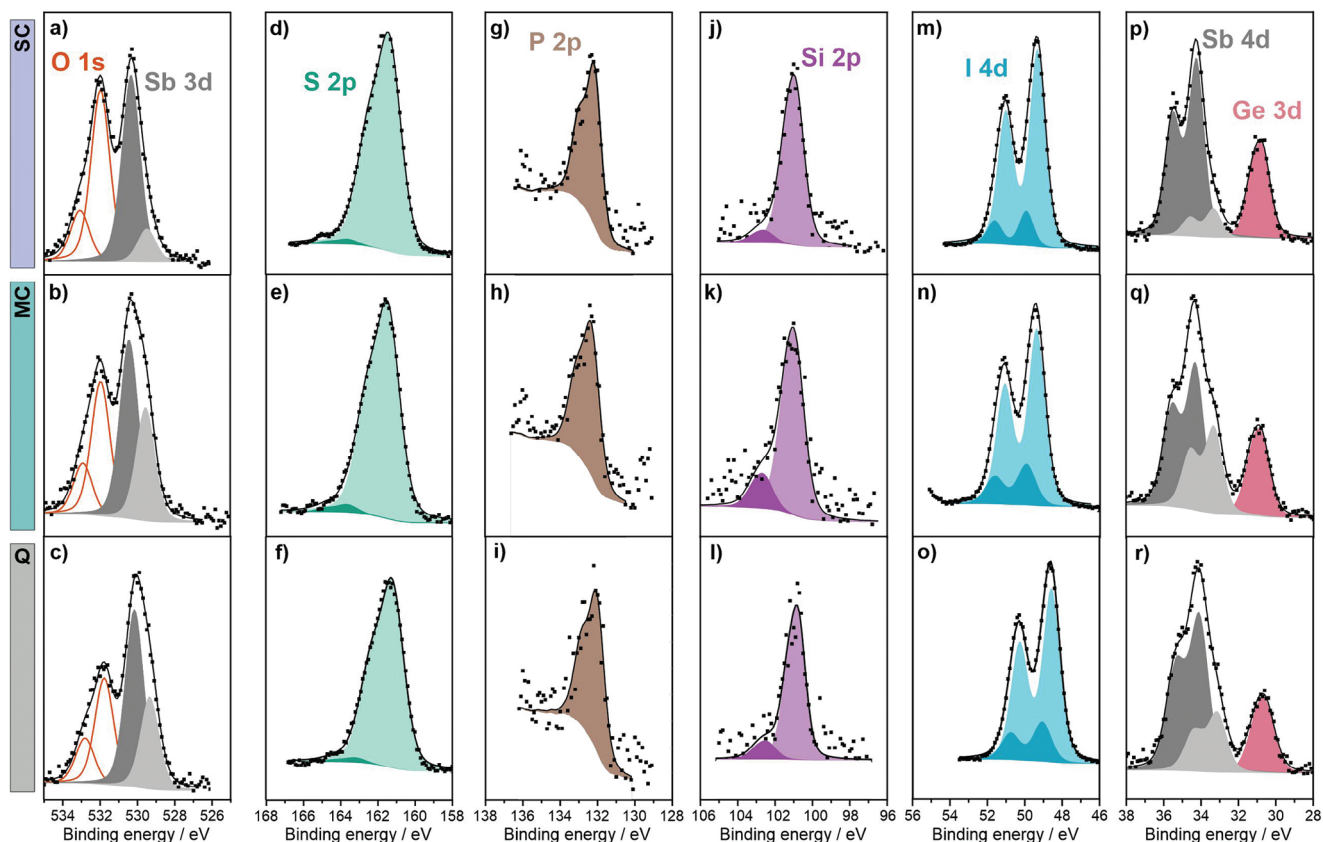 SC
a)
O 1s
Sb 3d
d)
S 2p
g)
P 2p
j)
Si 2p
m)
I 4d
p)
Sb 4d
Ge 3d
MC
b)
e)
h)
k)
n)
q)
Q
c)
f)
i)
l)
o)
r)
534 532 530 528 526
168 166 164 162 160 158
138 136 134 132 130 128
106 104 102 100 98 96
56 54 52 50 48 46
38 36 34 32 30 28
Binding energy / eV
Binding energy / eV
Binding energy / eV
Binding energy / eV
Binding energy / eV
Binding energy / eV